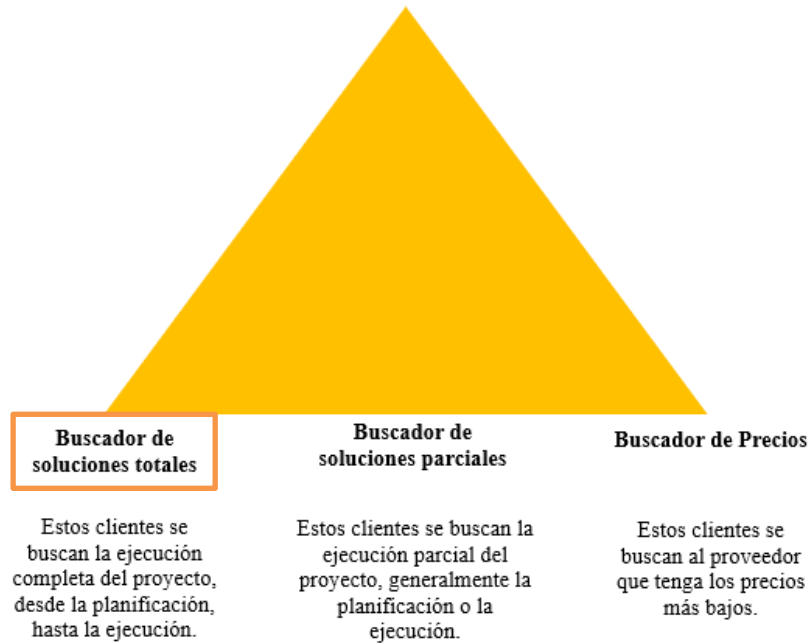 Buscador de
soluciones totales
Estos clientes se
buscan la ejecución
completa del proyecto,
desde la planificación,
hasta la ejecución.
Buscador de
soluciones parciales
Estos clientes se buscan la
ejecución parcial del
proyecto, generalmente la
planificación o la
ejecución.
Buscador de Precios
Estos clientes se
buscan al proveedor
que tenga los precios
más bajos.